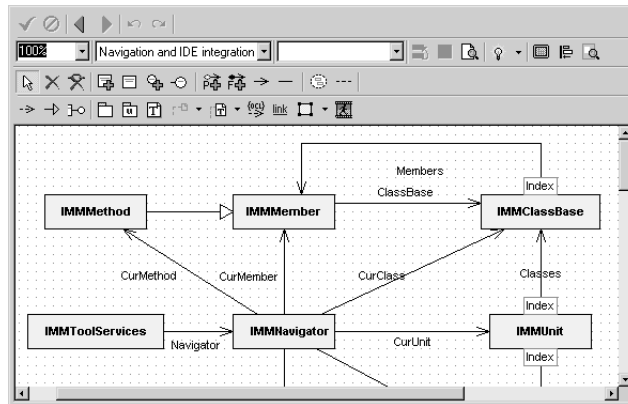 100% Navigation and IDE integration
u T T {OCL} link
Members
ClassBase
Index
IMMMethod IMMMember IMMClassBase
CurMethod CurMember CurClass Classes
Index
IMMToolServices IMMNavigator IMMUnit
Navigator CurUnit
Index